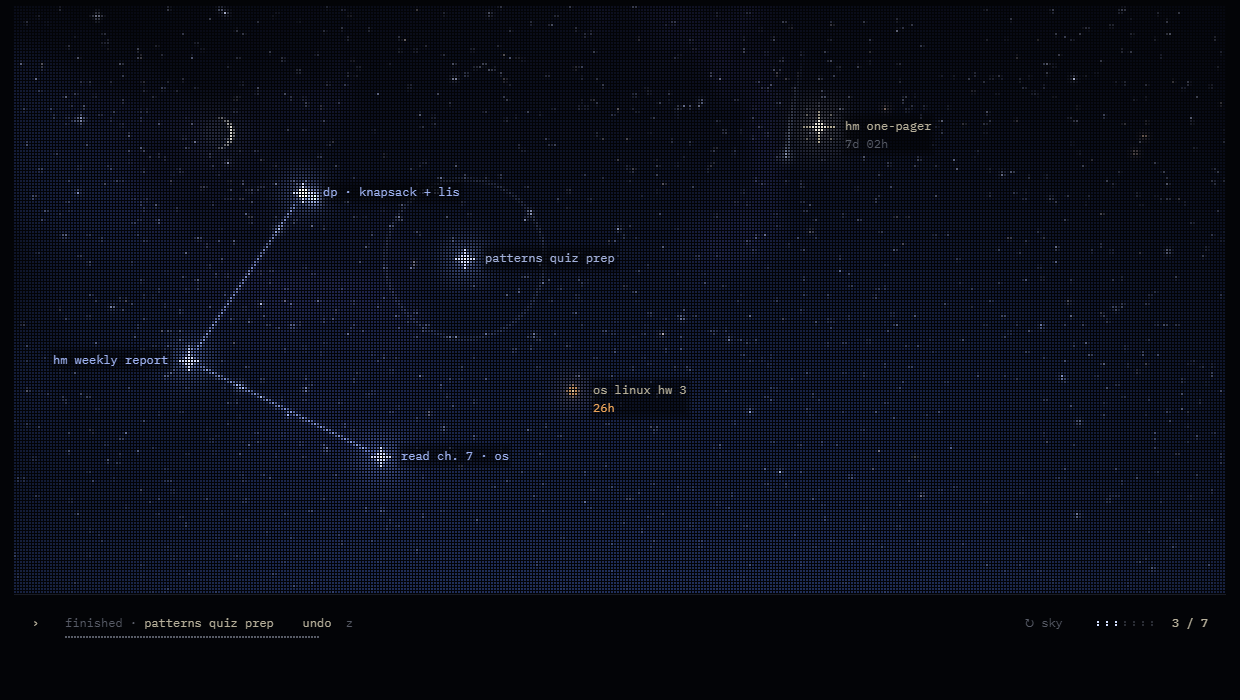 hm one-pager
7d 02h
dp · knapsack + lis
patterns quiz prep
hm weekly report
os linux hw 3
26h
read ch. 7 · os
› finished · patterns quiz prep undo z
↻ sky 3 / 7